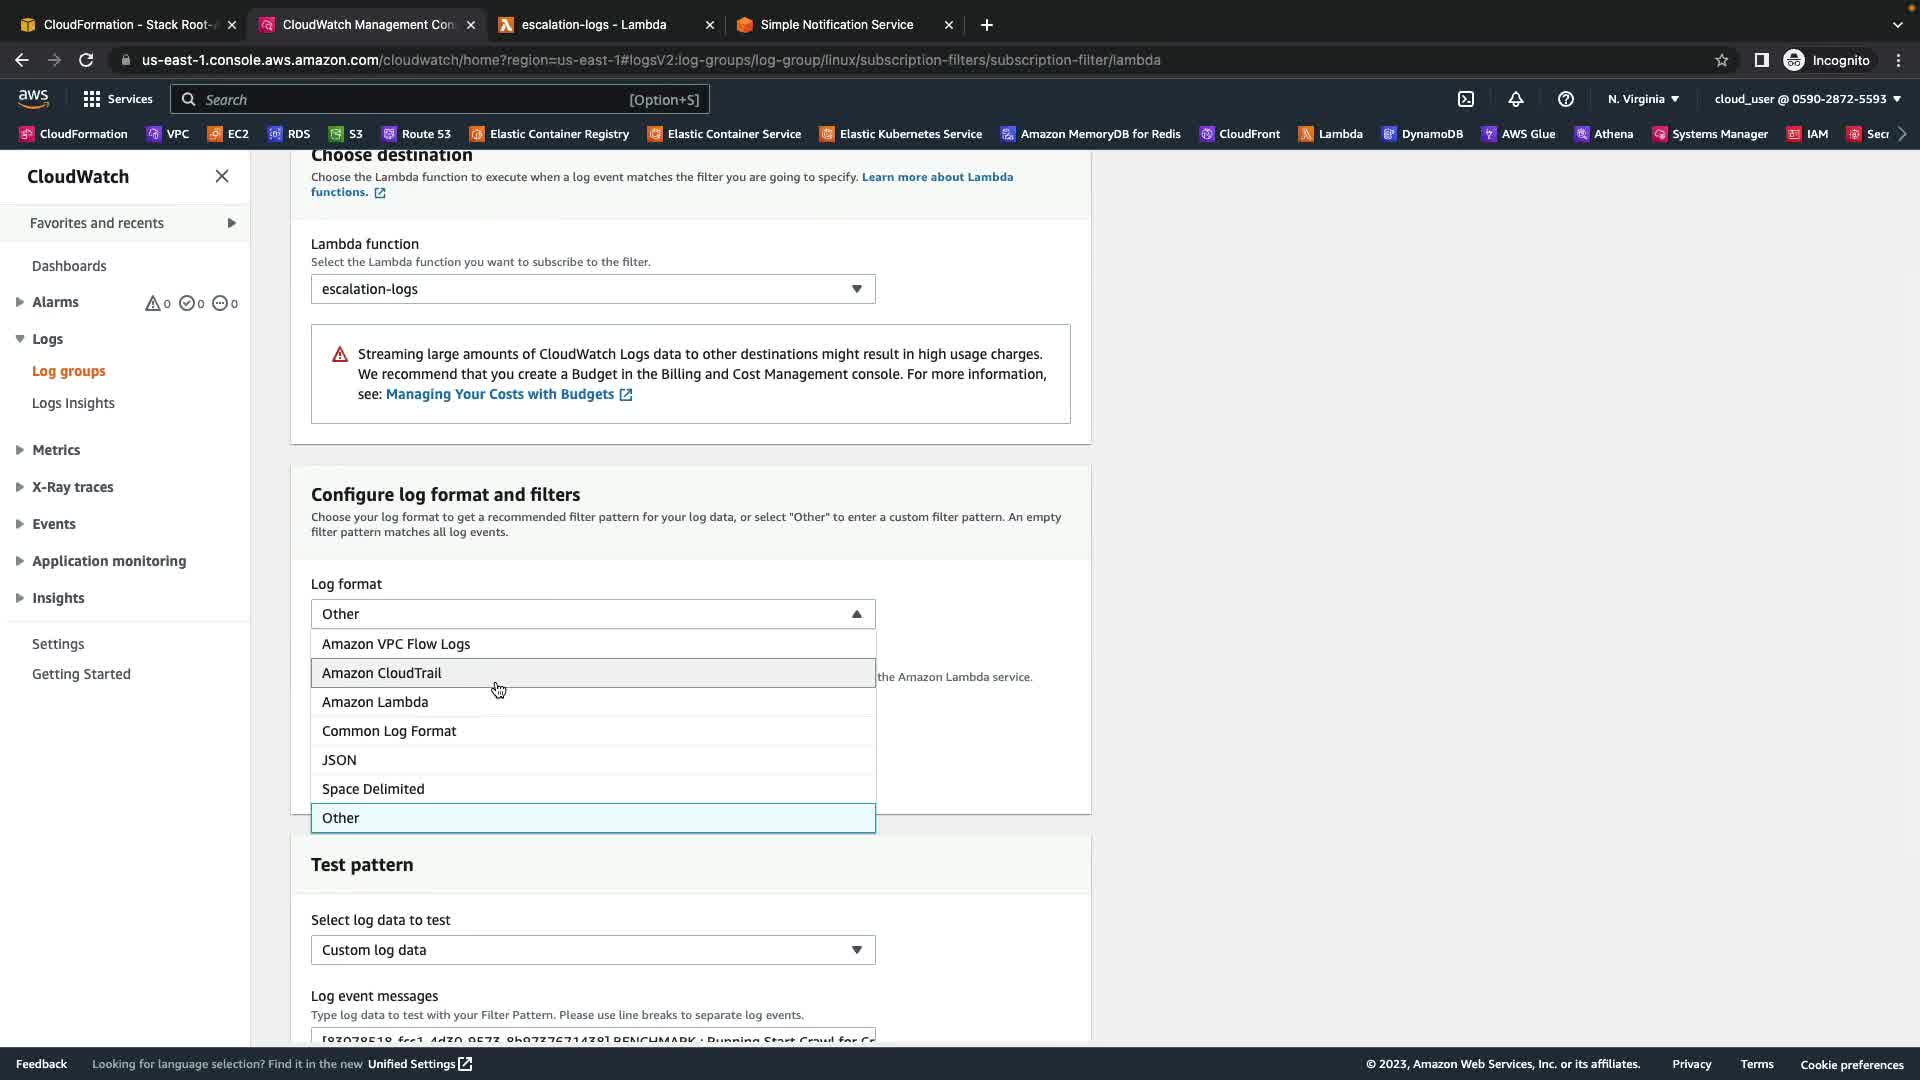 CloudFormation - Stack Root-
CloudWatch Management Con
escalation-logs - Lambda
Simple Notification Service
us-east-1.console.aws.amazon.com/cloudwatch/home?region=us-east-1#logsV2:log-groups/log-group/linux/subscription-filters/subscription-filter/lambda
Incognito
aws
Services
Search
[Option+S]
N. Virginia
cloud_user @ 0590-2872-5593
CloudFormation
VPC
EC2
RDS
S3
Route 53
Elastic Container Registry
Elastic Container Service
Elastic Kubernetes Service
Amazon MemoryDB for Redis
CloudFront
Lambda
DynamoDB
AWS Glue
Athena
Systems Manager
IAM
Secr
CloudWatch
Favorites and recents
Dashboards
Alarms
0
0
0
Logs
Log groups
Logs Insights
Metrics
X-Ray traces
Events
Application monitoring
Insights
Settings
Getting Started
Choose destination
Choose the Lambda function to execute when a log event matches the filter you are going to specify. Learn more about Lambda
functions.
Lambda function
Select the Lambda function you want to subscribe to the filter.
escalation-logs
Streaming large amounts of CloudWatch Logs data to other destinations might result in high usage charges.
We recommend that you create a Budget in the Billing and Cost Management console. For more information,
see: Managing Your Costs with Budgets
Configure log format and filters
Choose your log format to get a recommended filter pattern for your log data, or select "Other" to enter a custom filter pattern. An empty
filter pattern matches all log events.
Log format
Other
Amazon VPC Flow Logs
Amazon CloudTrail
the Amazon Lambda service.
Amazon Lambda
Common Log Format
JSON
Space Delimited
Other
Test pattern
Select log data to test
Custom log data
Log event messages
Type log data to test with your Filter Pattern. Please use line breaks to separate log events.
[83078518-fcc1-4d30-9573-8b9737671438] BENCHMARK : Running Start Crawl for Cr
Feedback
Looking for language selection? Find it in the new Unified Settings
© 2023, Amazon Web Services, Inc. or its affiliates.
Privacy
Terms
Cookie preferences